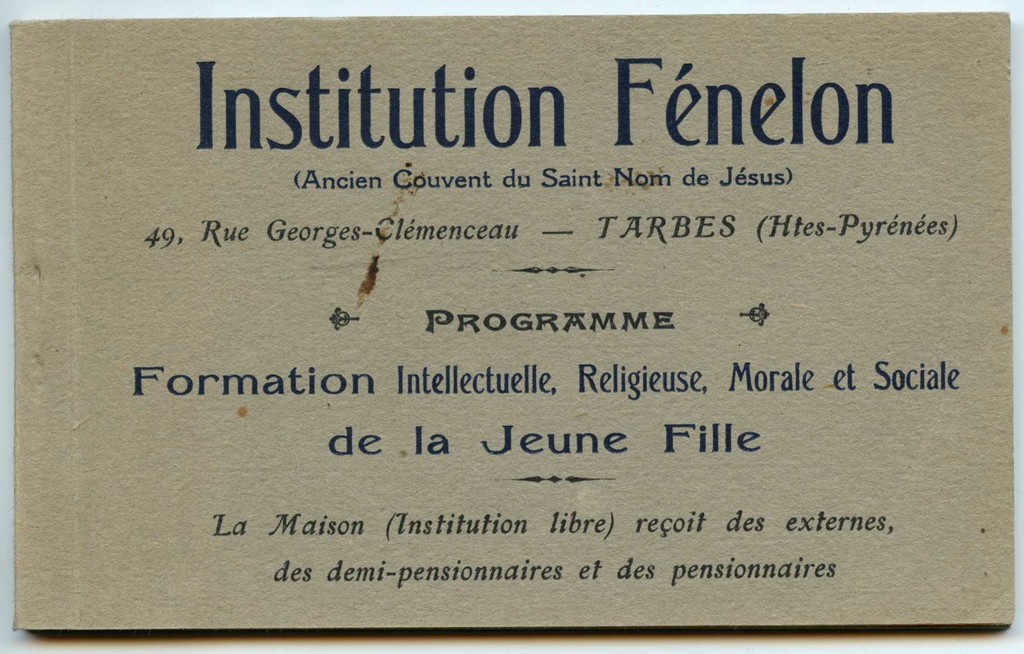 Institution Fénelon
(Ancien Couvent du Saint Nom de Jésus)
49, Rue Georges-Clémenceau — TARBES (Htes-Pyrénées)
PROGRAMME
Formation Intellectuelle, Religieuse, Morale et Sociale
de la Jeune Fille
La Maison (Institution libre) reçoit des externes,
des demi-pensionnaires et des pensionnaires